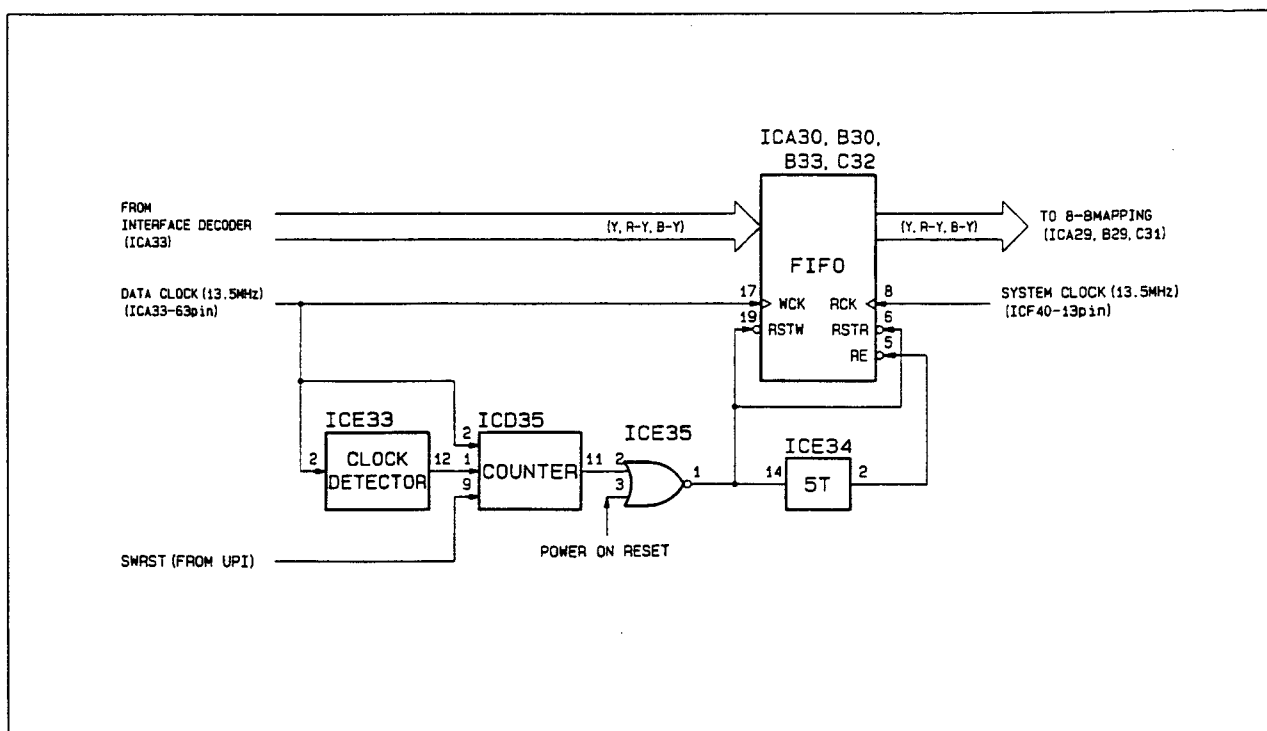 ICA30, B30,
B33, C32
FROM
INTERFACE DECODER
(ICA33)
(Y, R-Y, B-Y)
(Y, R-Y, B-Y)
TO 8-8MAPPING
(ICA29, B29, C31)
FIFO
DATA CLOCK (13.5MHz)
(ICA33-63pin)
17
WCK
RCK
8
SYSTEM CLOCK (13.5MHz)
(ICF40-13pin)
19
RSTW
RSTR
6
RE
5
ICE33
ICD35
ICE35
ICE34
2
CLOCK
DETECTOR
12
2
1
9
COUNTER
11
2
3
1
14
5T
2
POWER ON RESET
SWRST (FROM UPI)